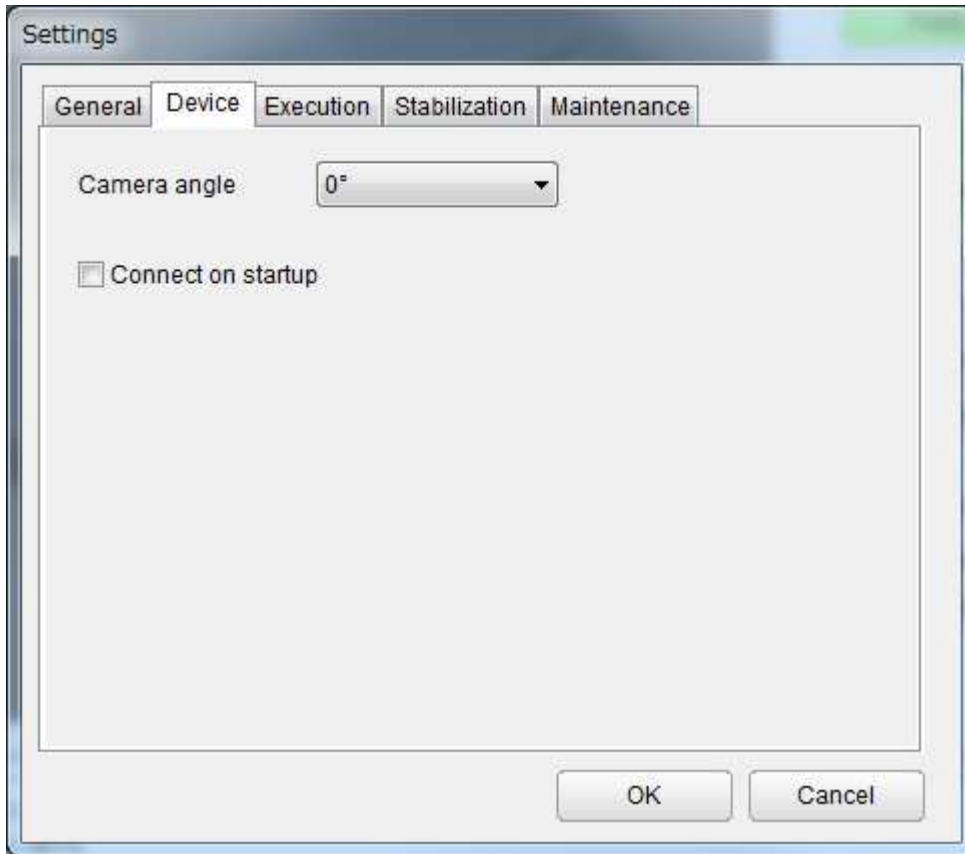 Settings
General Device Execution Stabilization Maintenance
Camera angle 0°
Connect on startup
OK Cancel